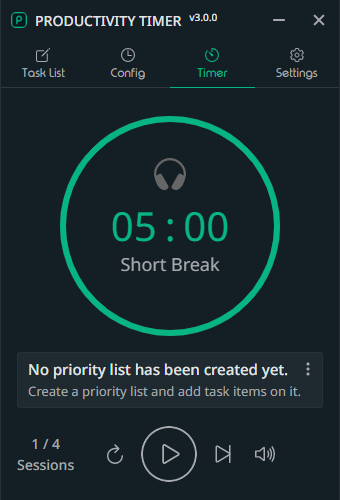 PRODUCTIVITY TIMER v3.0.0
Task List Config Timer Settings
05 : 00
Short Break
No priority list has been created yet.
Create a priority list and add task items on it.
1 / 4
Sessions